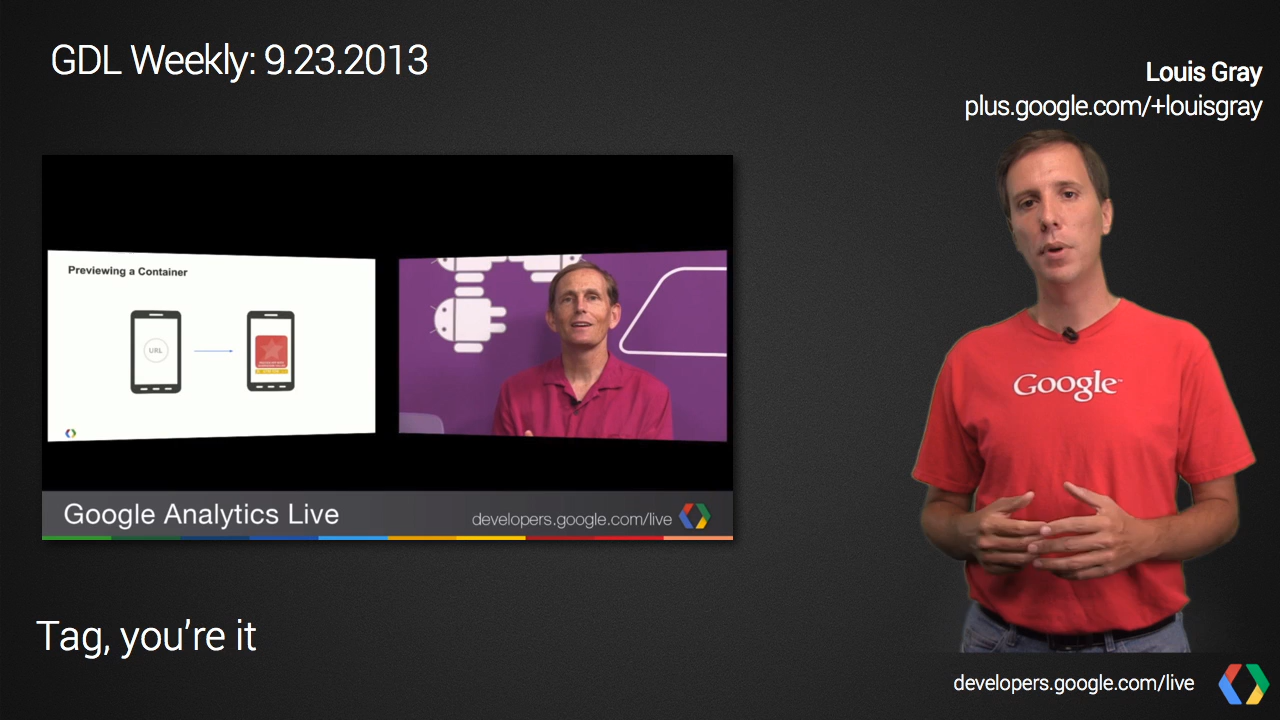 GDL Weekly: 9.23.2013
Louis Gray
plus.google.com/+louisgray
Previewing a Container
URL
Google
Google Analytics Live
developers.google.com/live
Tag, you're it
developers.google.com/live